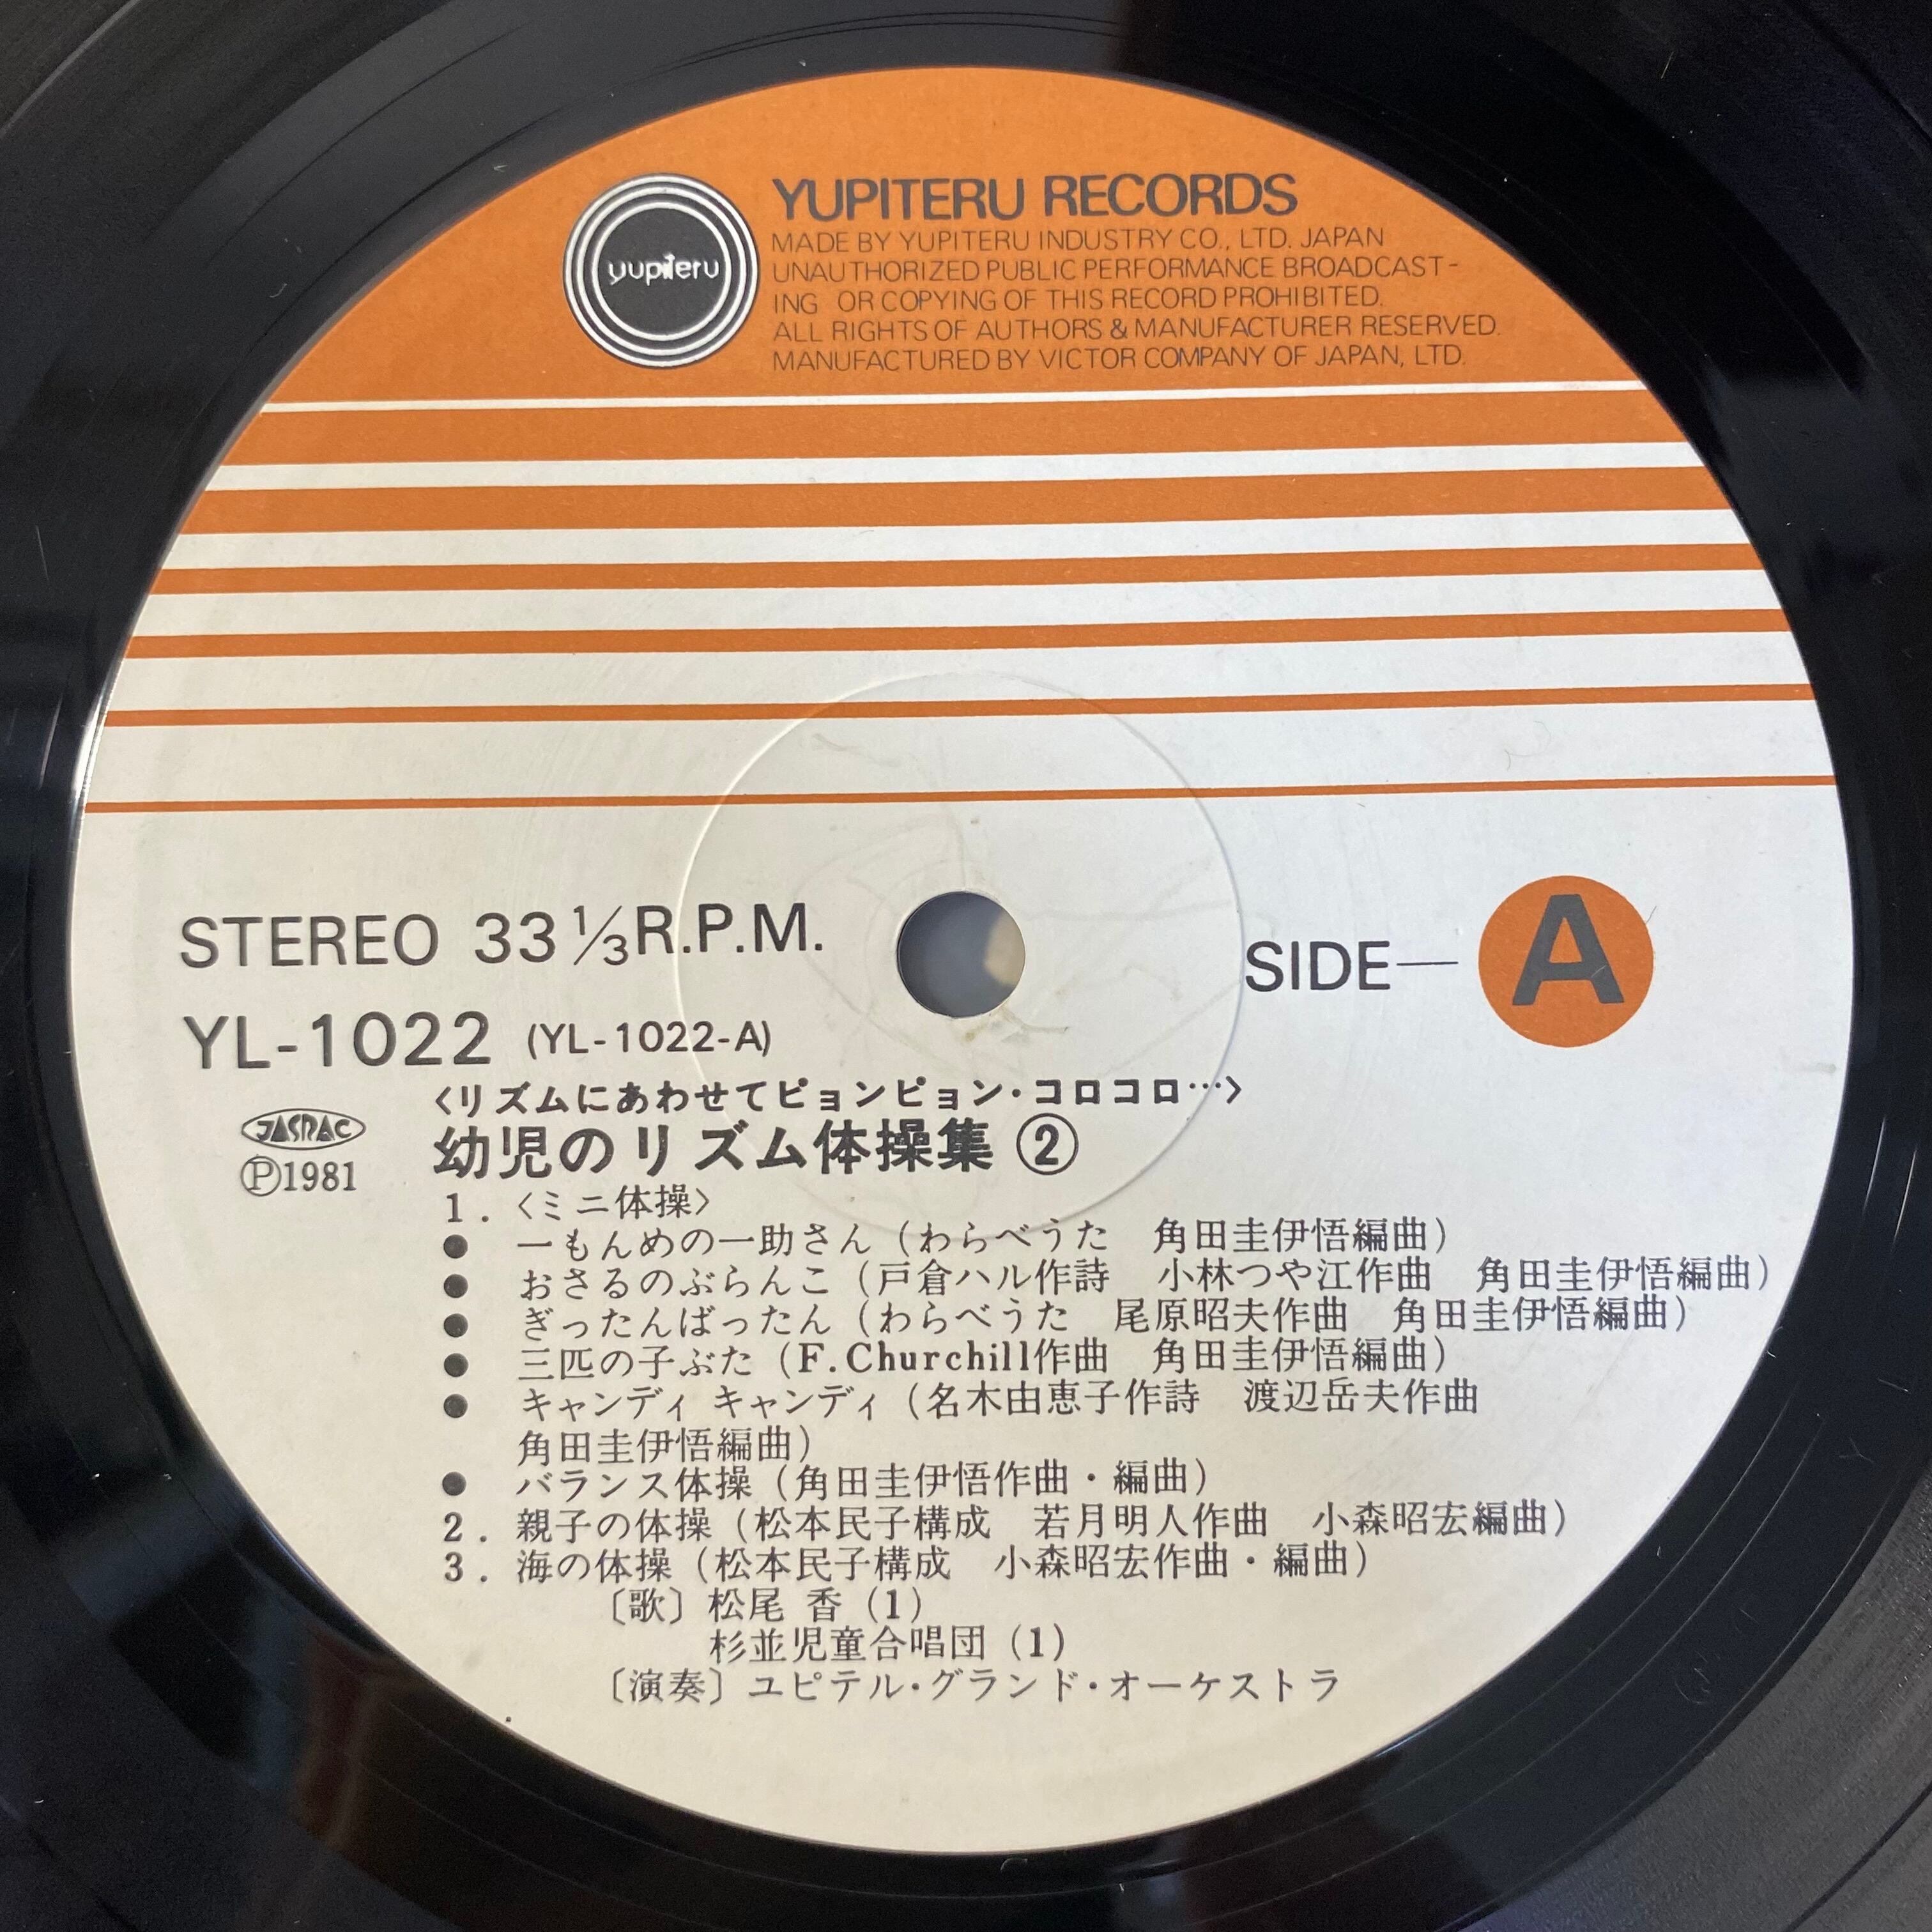 yupiteru
YUPITERU RECORDS
MADE BY YUPITERU INDUSTRY CO., LTD. JAPAN
UNAUTHORIZED PUBLIC PERFORMANCE BROADCAST-
ING OR COPYING OF THIS RECORD PROHIBITED.
ALL RIGHTS OF AUTHORS & MANUFACTURER RESERVED.
MANUFACTURED BY VICTOR COMPANY OF JAPAN, LTD.
STEREO 33 1/3 R.P.M.
SIDE—A
YL-1022 (YL-1022-A)
〈リズムにあわせてピョンピョン・コロコロ…〉
JASRAC
幼児のリズム体操集 ②
Ⓟ1981
1. 〈ミニ体操〉
● 一もんめの一助さん（わらべうた 角田圭伊悟編曲）
● おさるのぶらんこ（戸倉ハル作詩 小林つや江作曲 角田圭伊悟編曲）
● ぎったんばったん（わらべうた 尾原昭夫作曲 角田圭伊悟編曲）
● 三匹の子ぶた（F.Churchill作曲 角田圭伊悟編曲）
● キャンディ キャンディ（名木由恵子作詩 渡辺岳夫作曲
角田圭伊悟編曲）
● バランス体操（角田圭伊悟作曲・編曲）
2. 親子の体操（松本民子構成 若月明人作曲 小森昭宏編曲）
3. 海の体操（松本民子構成 小森昭宏作曲・編曲）
〔歌〕松尾 香（1）
杉並児童合唱団（1）
〔演奏〕ユピテル・グランド・オーケストラ